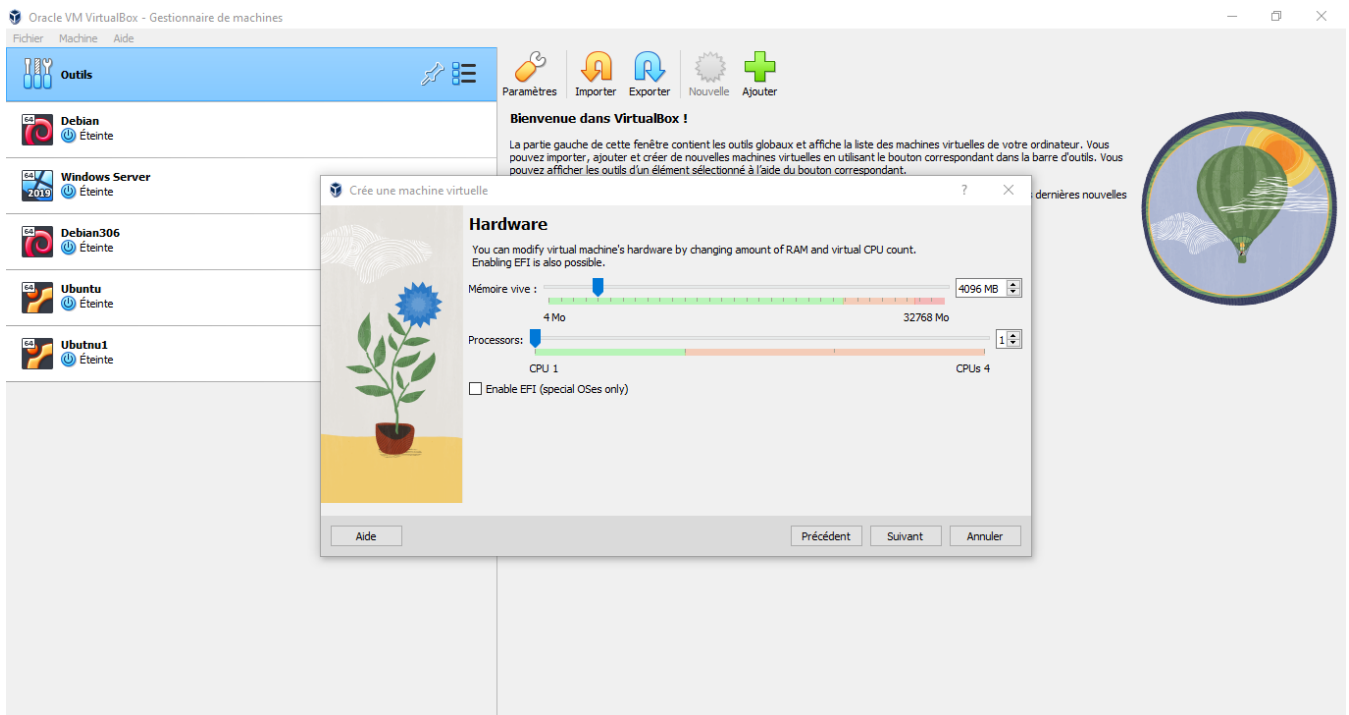 Oracle VM VirtualBox - Gestionnaire de machines
Fichier Machine Aide
Outils
64
Debian
Éteinte
64
2019
Windows Server
Éteinte
64
Debian306
Éteinte
64
Ubuntu
Éteinte
64
Ubutnu1
Éteinte
Paramètres Importer Exporter Nouvelle Ajouter
Bienvenue dans VirtualBox !
La partie gauche de cette fenêtre contient les outils globaux et affiche la liste des machines virtuelles de votre ordinateur. Vous
pouvez importer, ajouter et créer de nouvelles machines virtuelles en utilisant le bouton correspondant dans la barre d'outils. Vous
pouvez afficher les outils d'un élément sélectionné à l'aide du bouton correspondant.
dernières nouvelles
Crée une machine virtuelle
Hardware
You can modify virtual machine's hardware by changing amount of RAM and virtual CPU count.
Enabling EFI is also possible.
Mémoire vive : 4096 MB
4 Mo 32768 Mo
Processors: 1
CPU 1 CPUs 4
Enable EFI (special OSes only)
Aide Précédent Suivant Annuler